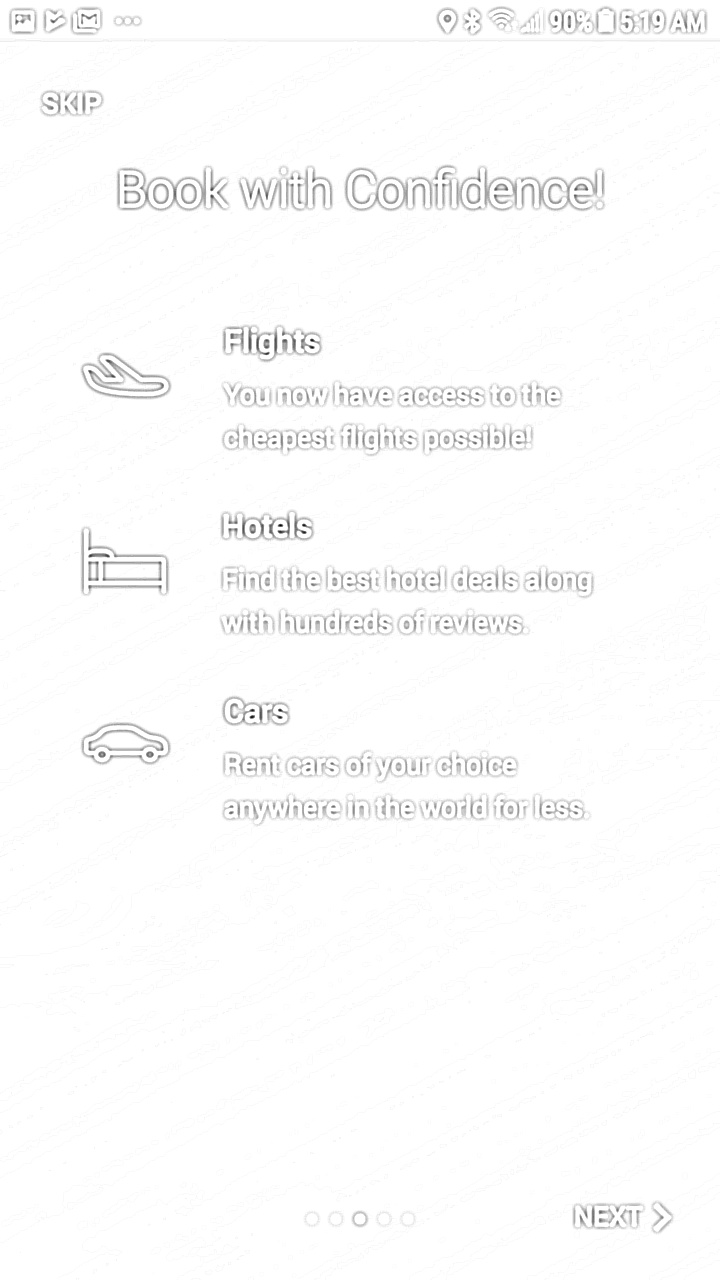 90% 5:19 AM
SKIP
Book with Confidence!
Flights
You now have access to the
cheapest flights possible!
Hotels
Find the best hotel deals along
with hundreds of reviews.
Cars
Rent cars of your choice
anywhere in the world for less.
NEXT